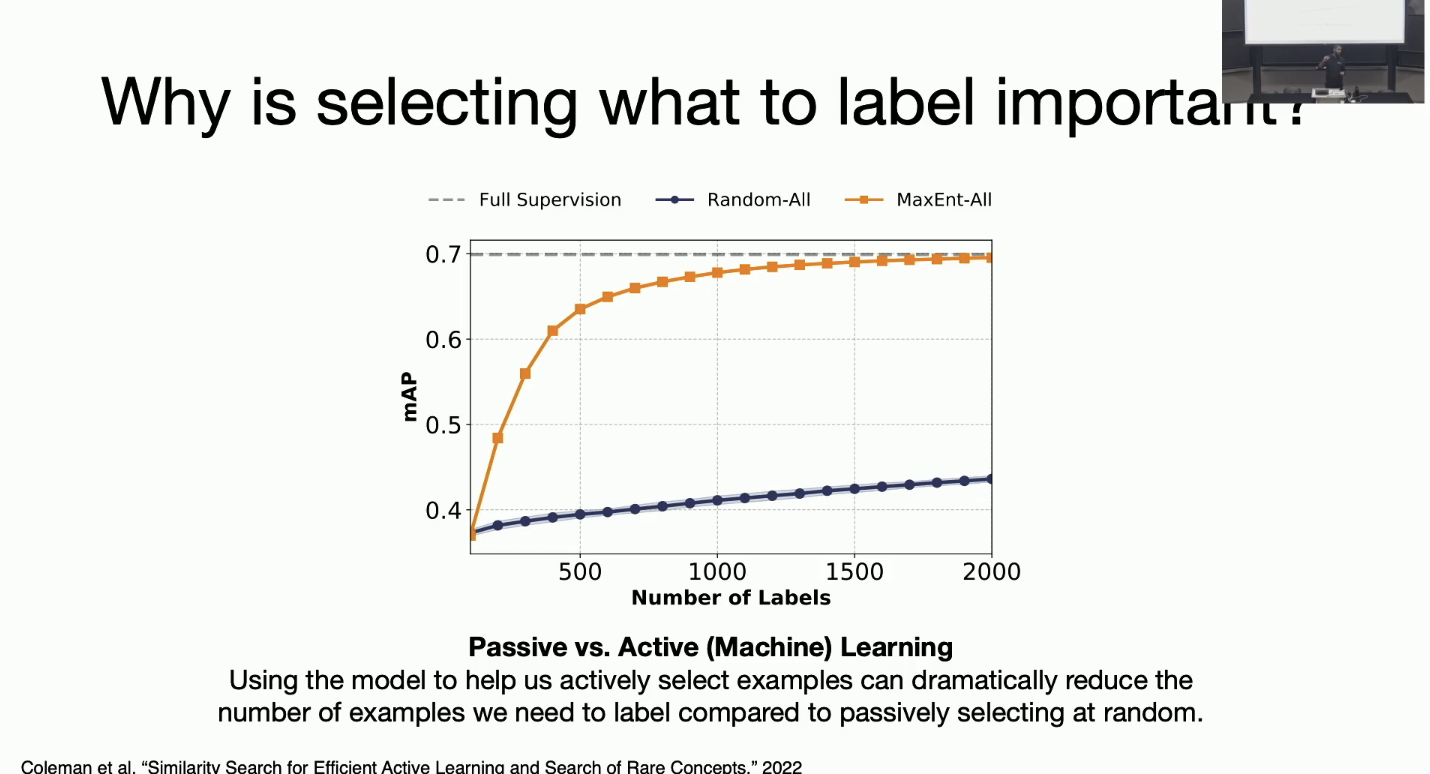 Why is selecting what to label important?
Full Supervision Random-All MaxEnt-All
0.7
0.6
0.5
0.4
mAP
500 1000 1500 2000
Number of Labels
Passive vs. Active (Machine) Learning
Using the model to help us actively select examples can dramatically reduce the
number of examples we need to label compared to passively selecting at random.
Coleman et al. “Similarity Search for Efficient Active Learning and Search of Rare Concepts.” 2022